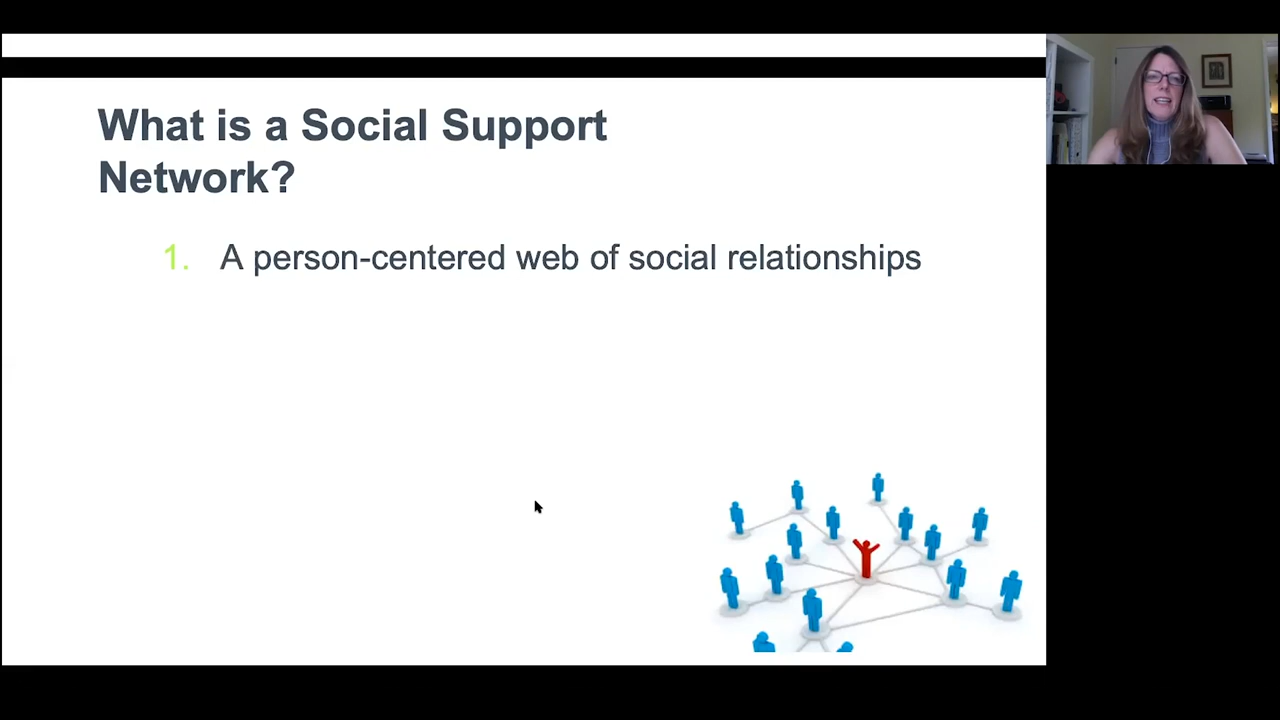 What is a Social Support
Network?
1. A person-centered web of social relationships